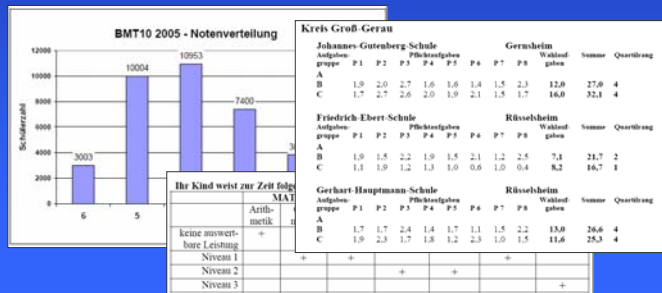 BMT10 2005 - Notenverteilung
Schülerzahl
12000
10000
8000
6000
4000
2000
0
3003
10004
10953
7400
6
5
Kreis Groß-Gerau
Johannes-Gutenberg-Schule Gernsheim
Aufgaben- Pflichtaufgaben Wahlauf- Summe Quartilrang
gruppe P 1 P 2 P 3 P 4 P 5 P 6 P 7 P 8 gaben
A
B 1,9 2,0 2,7 1,6 1,6 1,4 1,5 2,3 12,0 27,0 4
C 1,7 2,7 2,6 2,0 1,9 2,1 1,5 1,7 16,0 32,1 4
Friedrich-Ebert-Schule Rüsselsheim
Aufgaben- Pflichtaufgaben Wahlauf- Summe Quartilrang
gruppe P 1 P 2 P 3 P 4 P 5 P 6 P 7 P 8 gaben
A
B 1,9 1,5 2,2 1,9 1,5 2,1 1,2 2,5 7,1 21,7 2
C 1,1 1,9 1,2 1,3 1,0 0,6 1,0 0,4 8,2 16,7 1
Gerhart-Hauptmann-Schule Rüsselsheim
Aufgaben- Pflichtaufgaben Wahlauf- Summe Quartilrang
gruppe P 1 P 2 P 3 P 4 P 5 P 6 P 7 P 8 gaben
A
B 1,7 1,7 2,4 1,4 1,7 1,1 1,5 2,2 13,0 26,6 4
C 1,9 2,3 1,7 1,8 1,2 2,3 1,0 1,5 11,6 25,3 4
Ihr Kind weist zur Zeit
MAT
Arith-
metik
keine auswert- +
bare Leistung
Niveau 1 + + +
Niveau 2 + +
Niveau 3 +